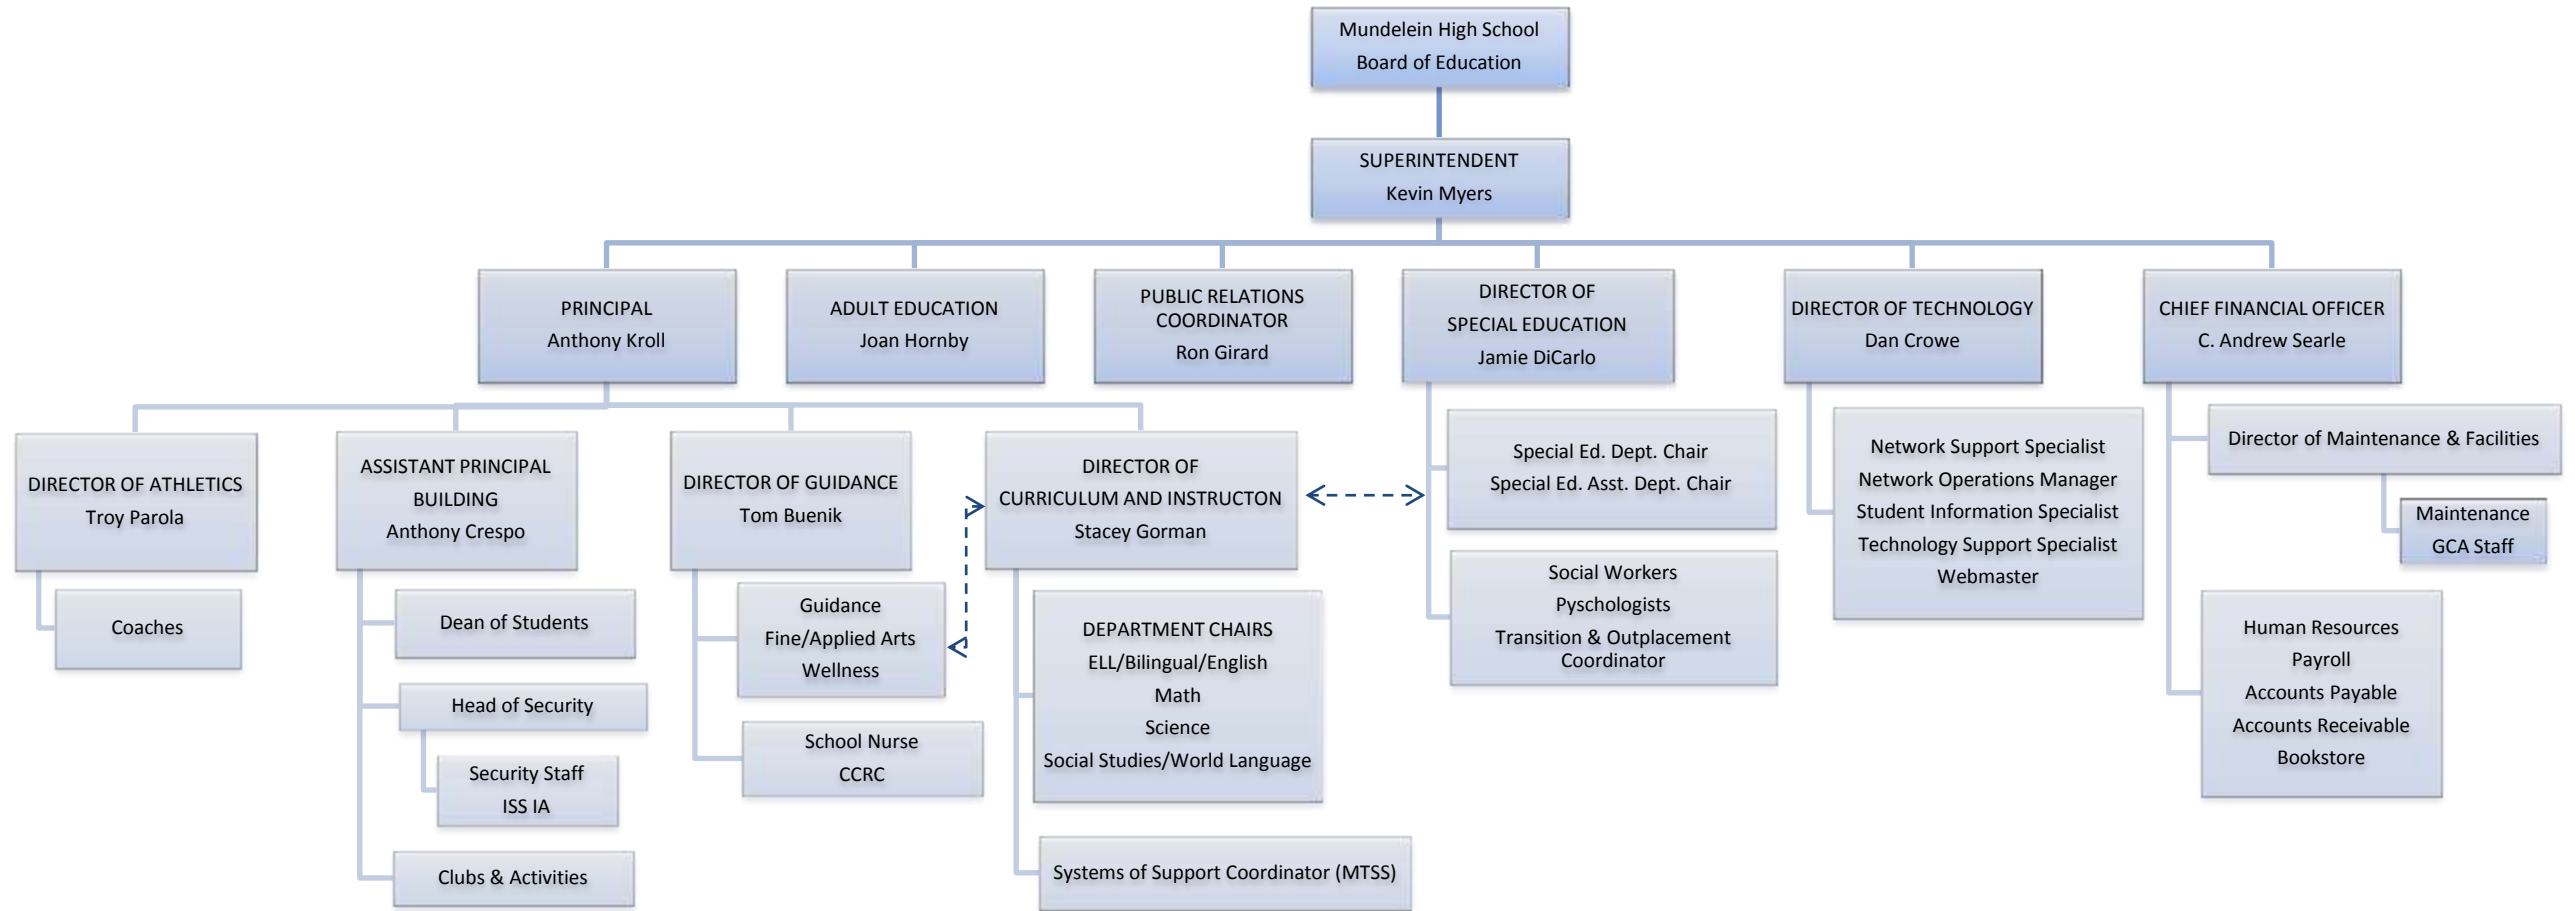 Mundelein High School
Board of Education
SUPERINTENDENT
Kevin Myers
PRINCIPAL
Anthony Kroll
ADULT EDUCATION
Joan Hornby
PUBLIC RELATIONS
COORDINATOR
Ron Girard
DIRECTOR OF
SPECIAL EDUCATION
Jamie DiCarlo
DIRECTOR OF TECHNOLOGY
Dan Crowe
CHIEF FINANCIAL OFFICER
C. Andrew Searle
DIRECTOR OF ATHLETICS
Troy Parola
Coaches
ASSISTANT PRINCIPAL
BUILDING
Anthony Crespo
Dean of Students
Head of Security
Security Staff
ISS IA
Clubs & Activities
DIRECTOR OF GUIDANCE
Tom Buenik
Guidance
Fine/Applied Arts
Wellness
School Nurse
CCRC
DIRECTOR OF
CURRICULUM AND INSTRUCTON
Stacey Gorman
DEPARTMENT CHAIRS
ELL/Bilingual/English
Math
Science
Social Studies/World Language
Systems of Support Coordinator (MTSS)
Special Ed. Dept. Chair
Special Ed. Asst. Dept. Chair
Social Workers
Pyschologists
Transition & Outplacement
Coordinator
Network Support Specialist
Network Operations Manager
Student Information Specialist
Technology Support Specialist
Webmaster
Director of Maintenance & Facilities
Maintenance
GCA Staff
Human Resources
Payroll
Accounts Payable
Accounts Receivable
Bookstore